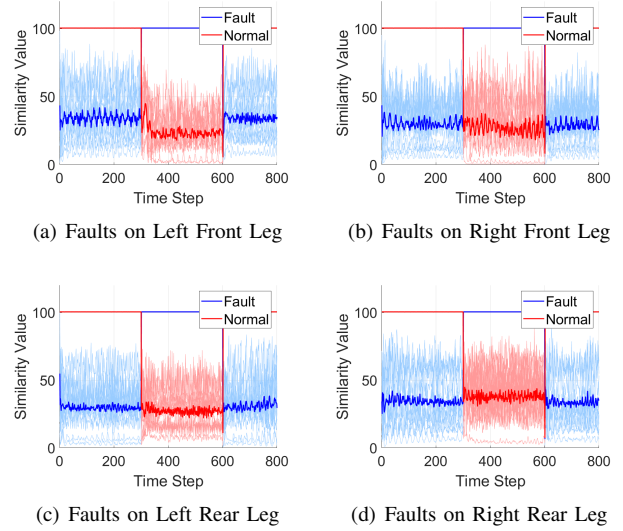 Fault
Normal
Similarity Value
100
50
0
0 200 400 600 800
Time Step
(a) Faults on Left Front Leg
Fault
Normal
Similarity Value
100
50
0
0 200 400 600 800
Time Step
(b) Faults on Right Front Leg
Fault
Normal
Similarity Value
100
50
0
0 200 400 600 800
Time Step
(c) Faults on Left Rear Leg
Fault
Normal
Similarity Value
100
50
0
0 200 400 600 800
Time Step
(d) Faults on Right Rear Leg